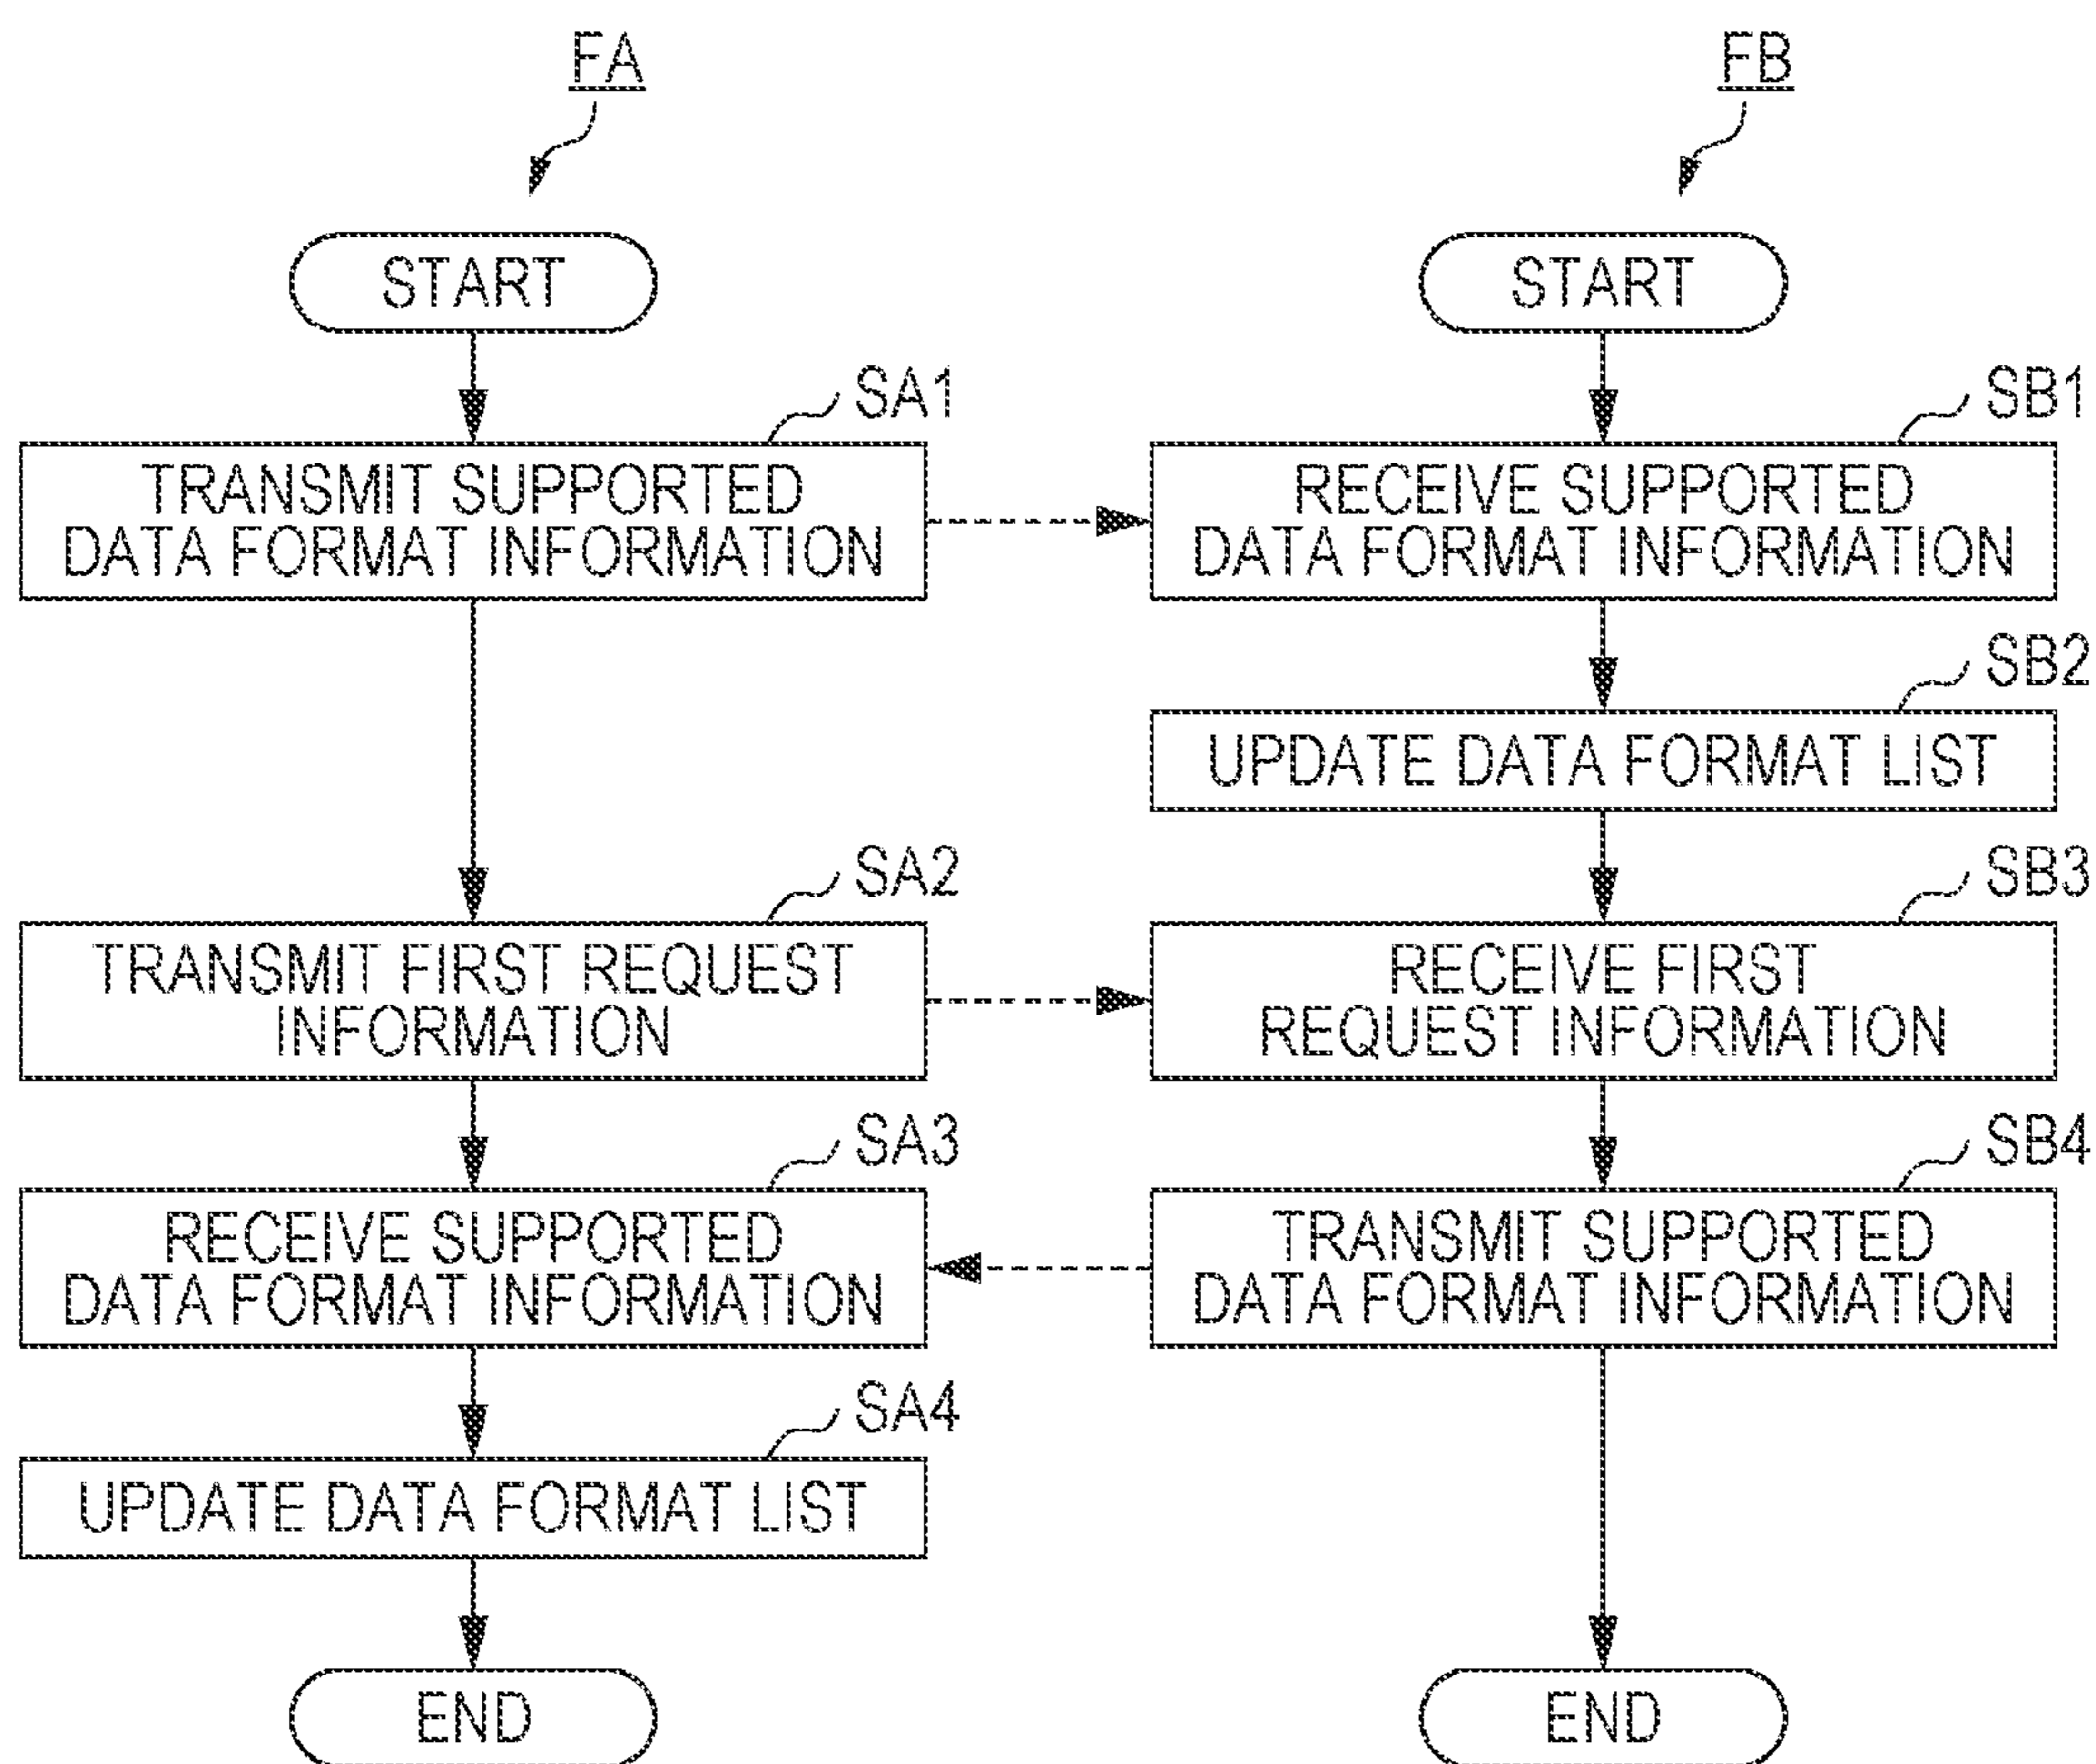 FA
START
SA1
TRANSMIT SUPPORTED
DATA FORMAT INFORMATION
SA2
TRANSMIT FIRST REQUEST
INFORMATION
SA3
RECEIVE SUPPORTED
DATA FORMAT INFORMATION
SA4
UPDATE DATA FORMAT LIST
END
FB
START
SB1
RECEIVE SUPPORTED
DATA FORMAT INFORMATION
SB2
UPDATE DATA FORMAT LIST
SB3
RECEIVE FIRST
REQUEST INFORMATION
SB4
TRANSMIT SUPPORTED
DATA FORMAT INFORMATION
END